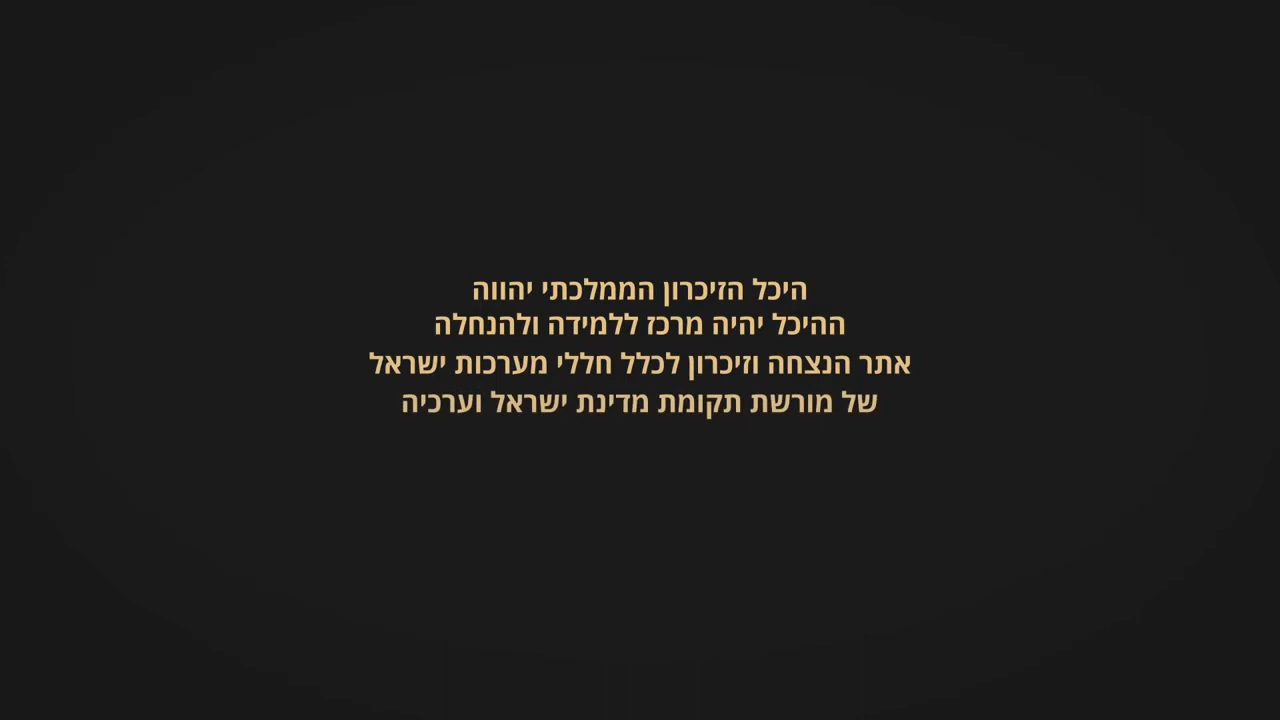 היכל הזיכרון הממלכתי יהווה
ההיכל יהיה מרכז ללמידה ולהנחלה
אתר הנצחה וזיכרון לכלל חללי מערכות ישראל
של מורשת תקומת מדינת ישראל וערכיה